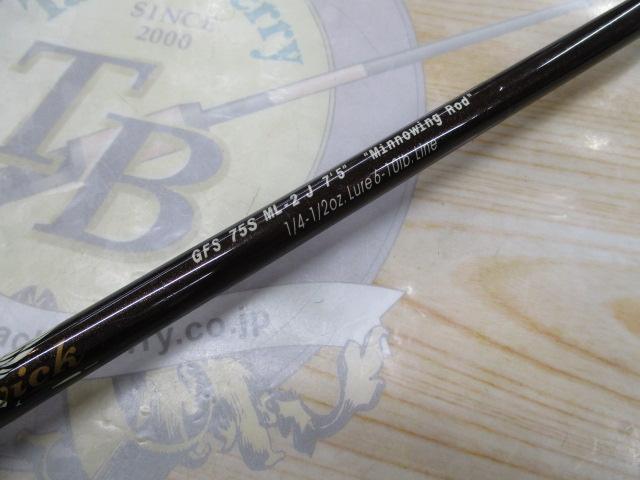 SINCE
2000
TB
GFS 75S ML-2 J 7'5" "Minnowing Rod"
1/4-1/2oz. Lure 6-10lb. Line